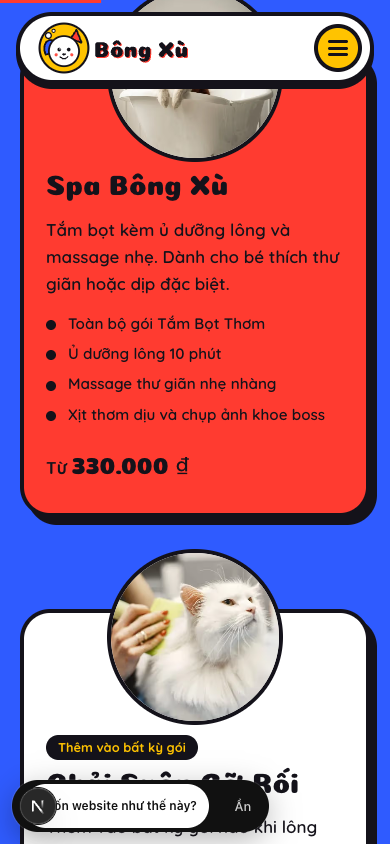 Bông Xù
Spa Bông Xù
Tắm bọt kèm ủ dưỡng lông và
massage nhẹ. Dành cho bé thích thư
giãn hoặc dịp đặc biệt.
Toàn bộ gói Tắm Bọt Thơm
Ủ dưỡng lông 10 phút
Massage thư giãn nhẹ nhàng
Xịt thơm dịu và chụp ảnh khoe boss
Từ 330.000 ₫
Thêm vào bất kỳ gói
Rối
N
website như thế này?
Ẩn
khi lông